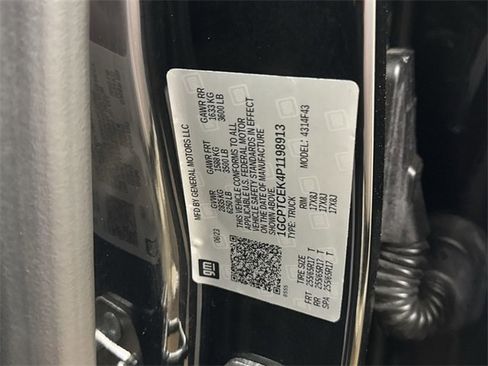 MFD BY GENERAL MOTORS LLC
06/23 GVWR GAWR FRT GAWR RR
2835 KG 1588 KG 1633 KG
6250 LB 3500 LB 3600 LB
THIS VEHICLE CONFORMS TO ALL
APPLICABLE U.S. FEDERAL MOTOR
VEHICLE SAFETY STANDARDS IN EFFECT
ON THE DATE OF MANUFACTURE
SHOWN ABOVE.
1GCPTCEK4P1198913
TYPE: TRUCK MODEL: 4314F43
TIRE SIZE RIM
FRT 255/65R17 T 17X8J
RR 255/65R17 T 17X8J
SPA 255/65R17 T 17X8J
gm